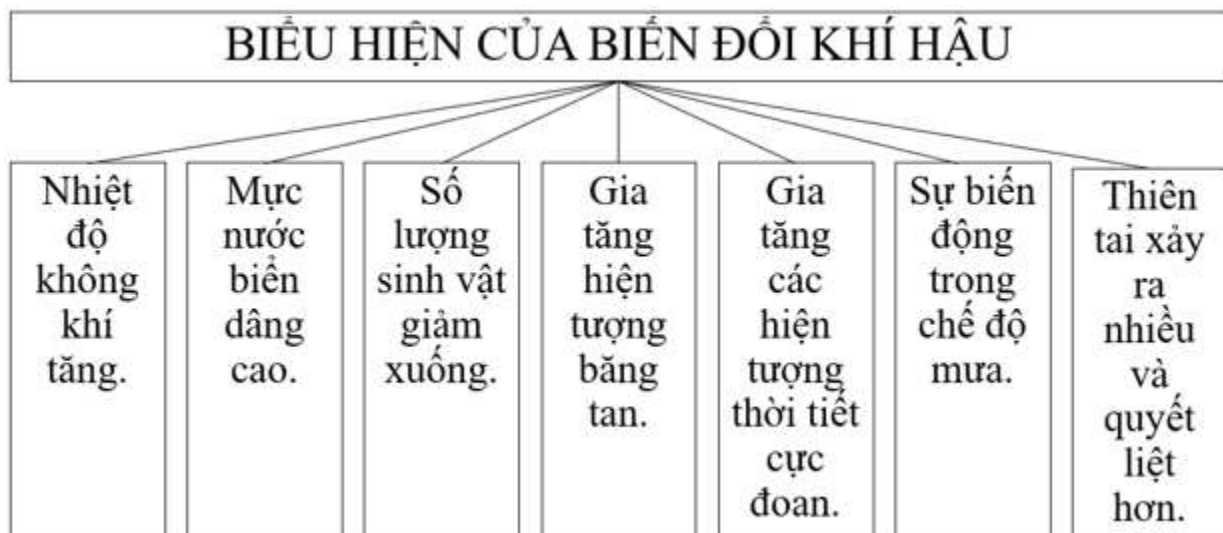 BIỂU HIỆN CỦA BIẾN ĐỔI KHÍ HẬU
Nhiệt
độ
không
khí
tăng.
Mực
nước
biển
dâng
cao.
Số
lượng
sinh vật
giảm
xuống.
Gia
tăng
hiện
tượng
băng
tan.
Gia
tăng
các
hiện
tượng
thời tiết
cực
đoan.
Sự biến
động
trong
chế độ
mưa.
Thiên
tai xảy
ra
nhiều
và
quyết
liệt
hơn.